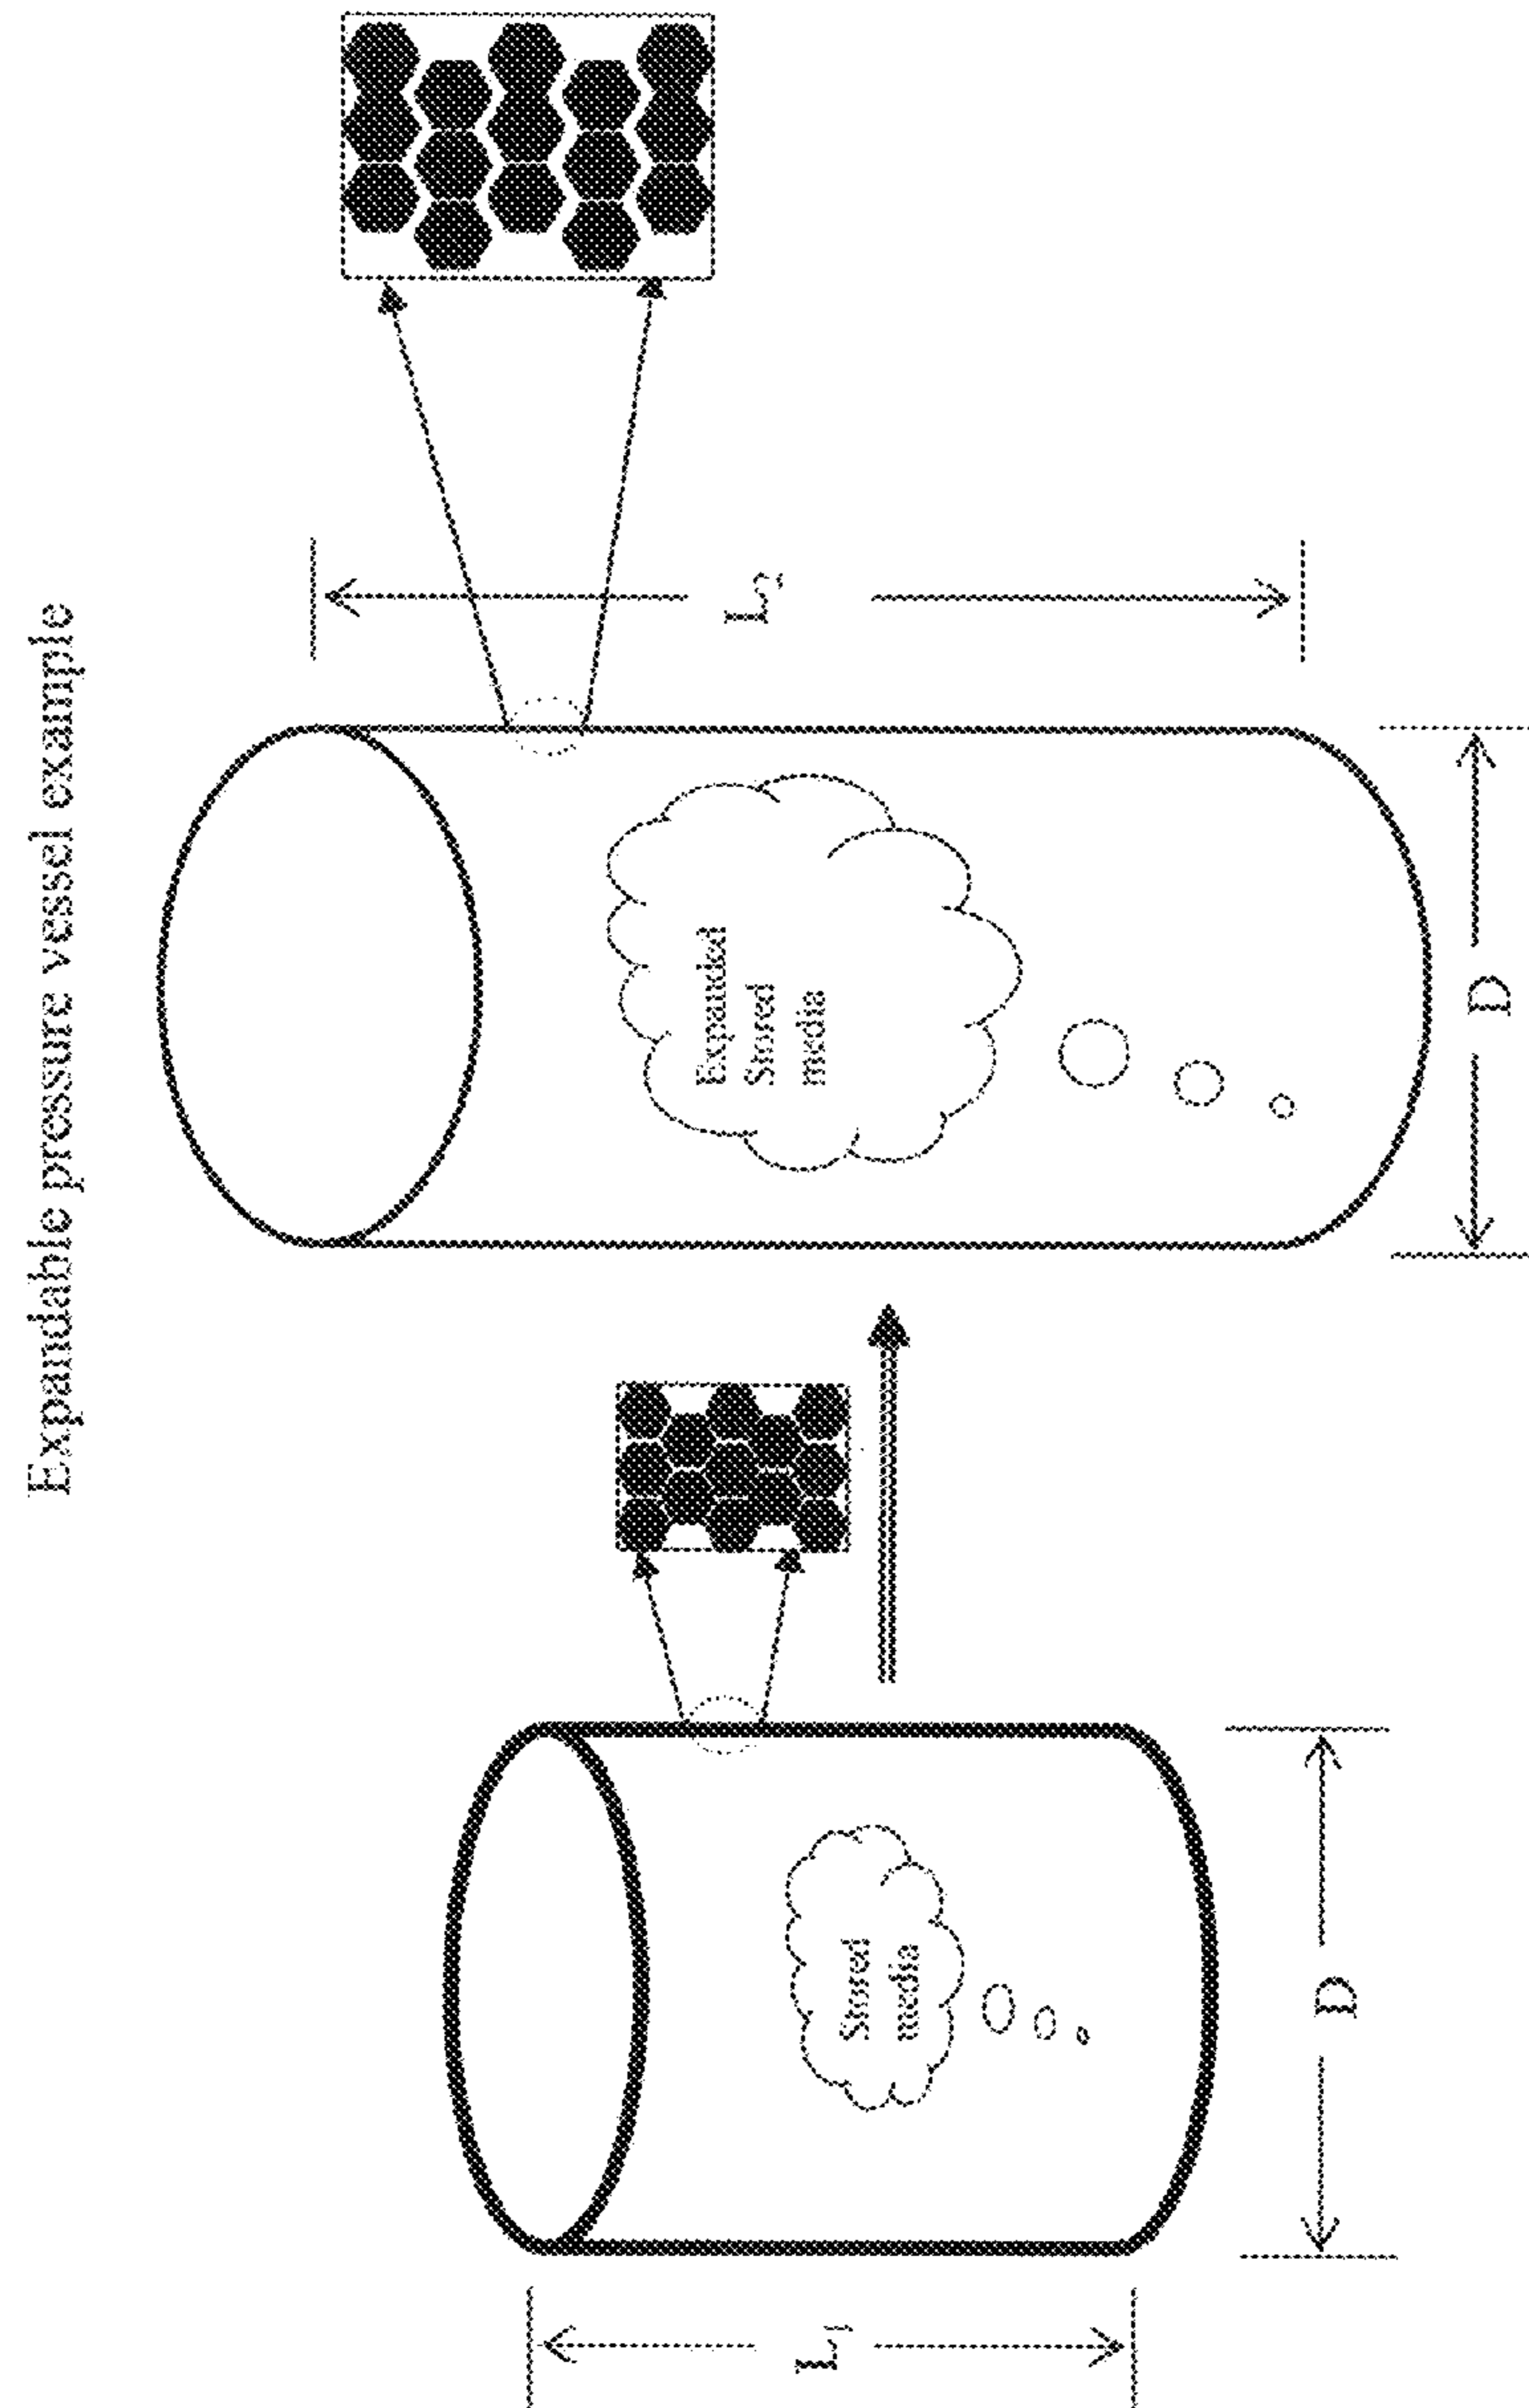 Expandable pressure vessel example
L₁
Stored
media
D
Expanded
Stored
media
D
L₂